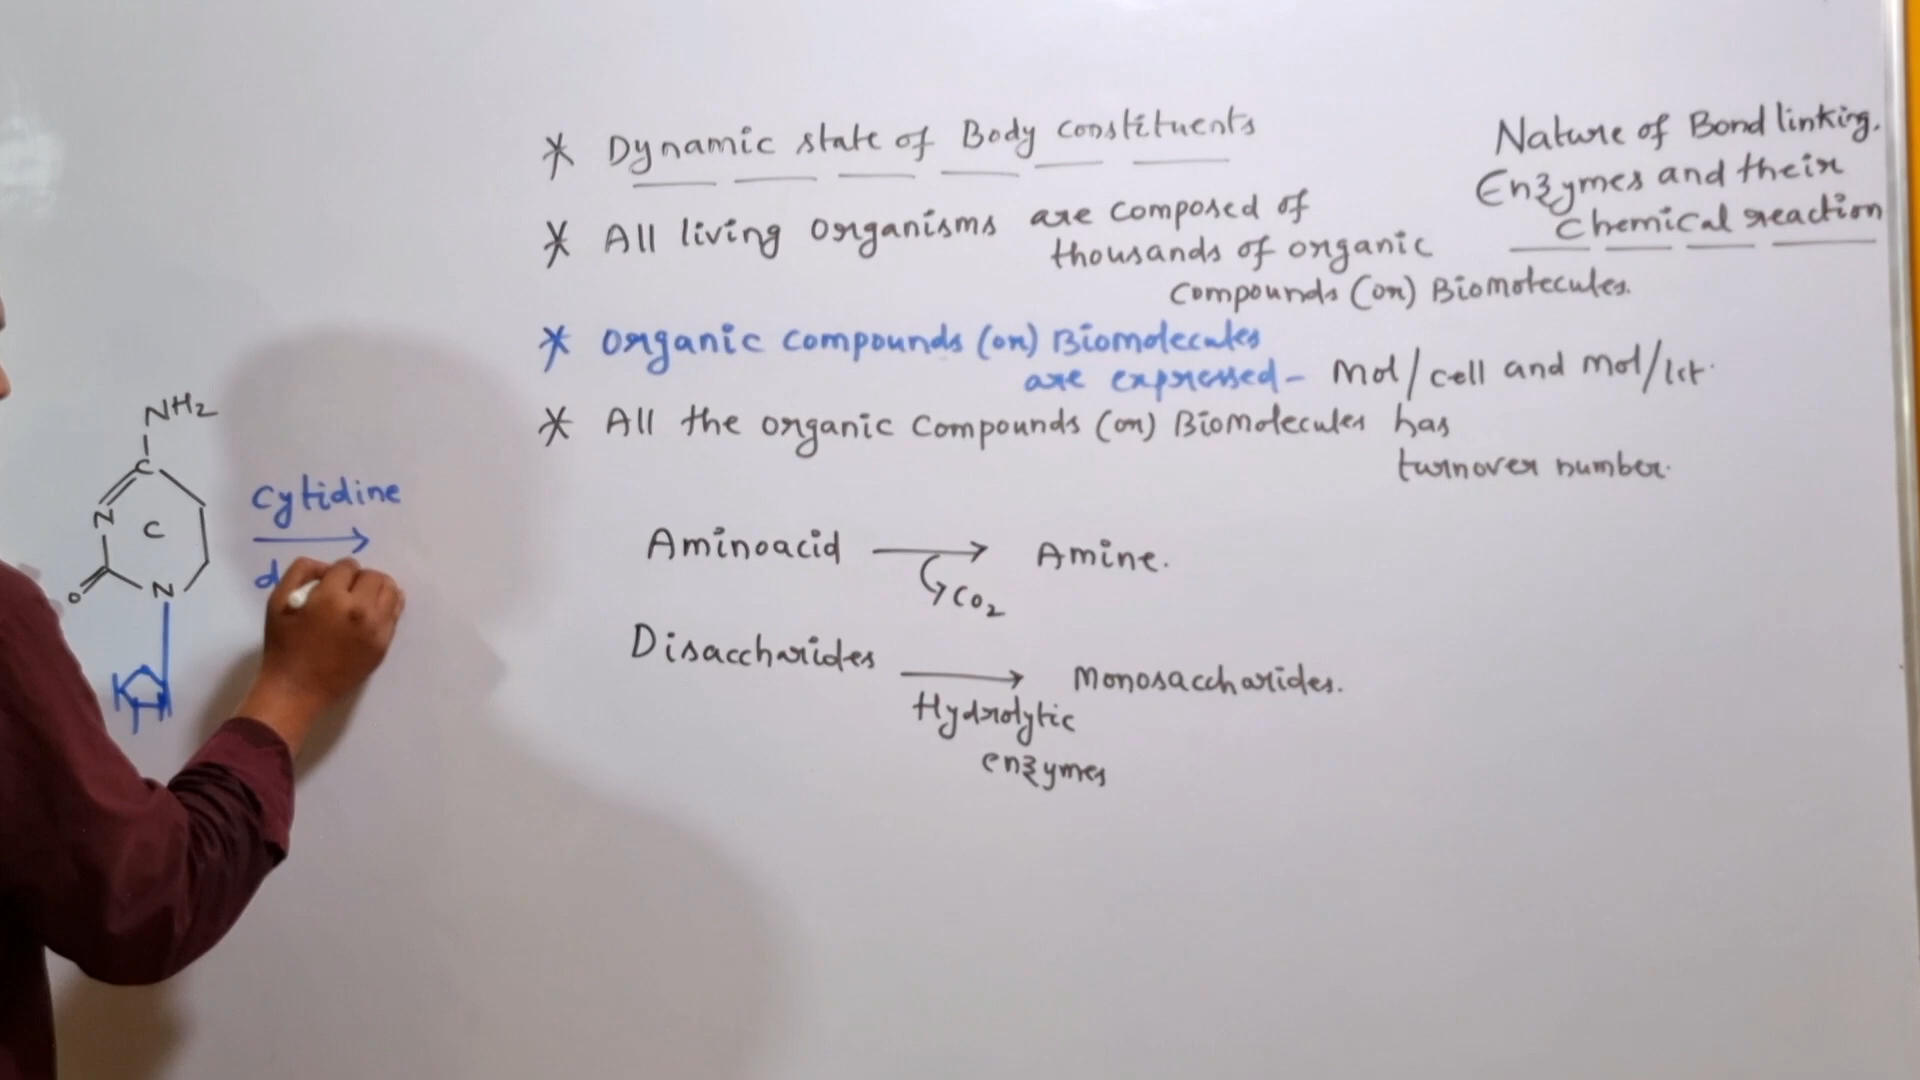 * Dynamic state of Body constituents
* All living organisms are composed of
thousands of organic
compounds (or) Biomolecules.
* Organic compounds (or) Biomolecules
are expressed - Mol/cell and mol/lit.
* All the organic compounds (or) Biomolecules has
turnover number.
Aminoacid → Amine.
CO2
Disaccharides → Monosaccharides.
Hydrolytic
enzymes
Nature of Bond linking.
Enzymes and their
chemical reaction
NH2
C
N
C
O
N
Cytidine
→
d